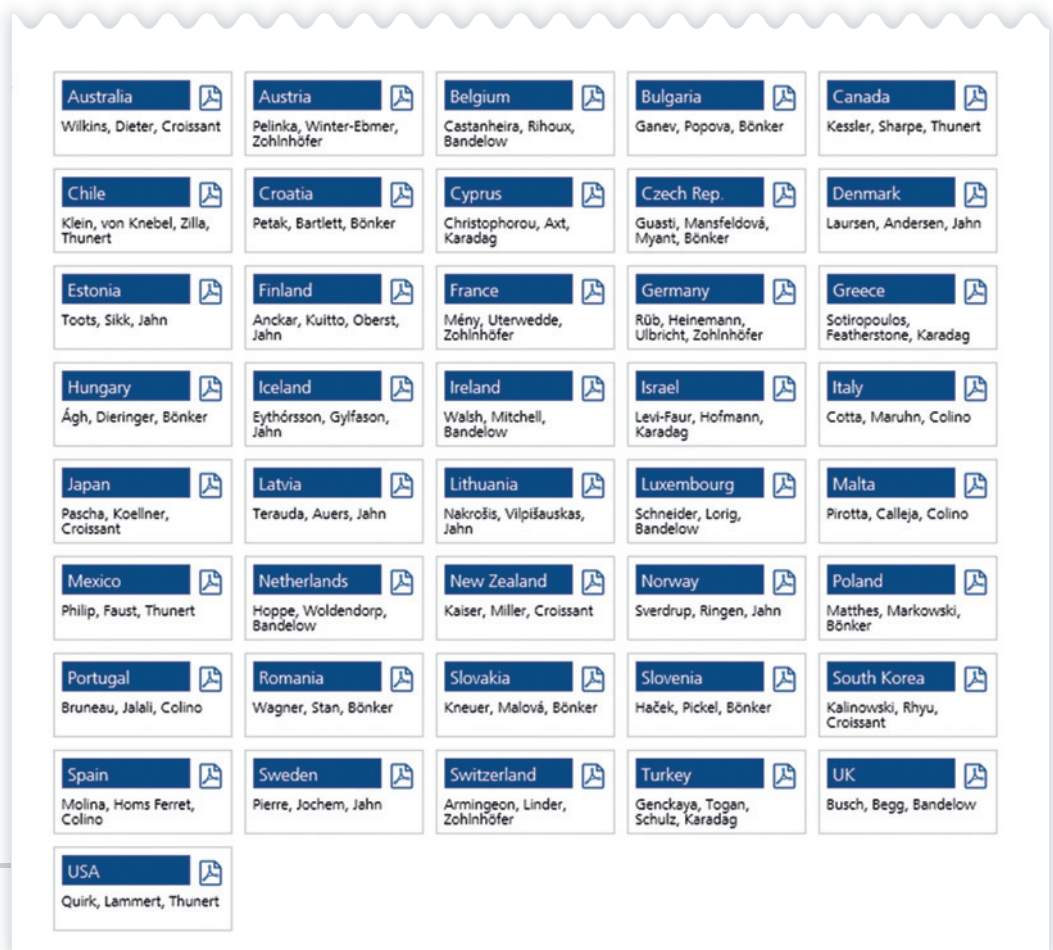 Australia
Wilkins, Dieter, Croissant
Austria
Pelinka, Winter-Ebmer,
Zohlnhöfer
Belgium
Castanheira, Rihoux,
Bandelow
Bulgaria
Ganev, Popova, Bönker
Canada
Kessler, Sharpe, Thunert
Chile
Klein, von Knebel, Zilla,
Thunert
Croatia
Petak, Bartlett, Bönker
Cyprus
Christophorou, Axt,
Karadag
Czech Rep.
Guasti, Mansfeldová,
Myant, Bönker
Denmark
Laursen, Andersen, Jahn
Estonia
Toots, Sikk, Jahn
Finland
Anckar, Kuitto, Oberst,
Jahn
France
Mény, Uterwedde,
Zohlnhöfer
Germany
Rüb, Heinemann,
Ulbricht, Zohlnhöfer
Greece
Sotiropoulos,
Featherstone, Karadag
Hungary
Ágh, Dieringer, Bönker
Iceland
Eythórsson, Gylfason,
Jahn
Ireland
Walsh, Mitchell,
Bandelow
Israel
Levi-Faur, Hofmann,
Karadag
Italy
Cotta, Maruhn, Colino
Japan
Pascha, Koellner,
Croissant
Latvia
Terauda, Auers, Jahn
Lithuania
Nakrošis, Vilpišauskas,
Jahn
Luxembourg
Schneider, Lorig,
Bandelow
Malta
Pirotta, Calleja, Colino
Mexico
Philip, Faust, Thunert
Netherlands
Hoppe, Woldendorp,
Bandelow
New Zealand
Kaiser, Miller, Croissant
Norway
Sverdrup, Ringen, Jahn
Poland
Matthes, Markowski,
Bönker
Portugal
Bruneau, Jalali, Colino
Romania
Wagner, Stan, Bönker
Slovakia
Kneuer, Malová, Bönker
Slovenia
Haček, Pickel, Bönker
South Korea
Kalinowski, Rhyu,
Croissant
Spain
Molina, Homs Ferret,
Colino
Sweden
Pierre, Jochem, Jahn
Switzerland
Armingeon, Linder,
Zohlnhöfer
Turkey
Genckaya, Togan,
Schulz, Karadag
UK
Busch, Begg, Bandelow
USA
Quirk, Lammert, Thunert